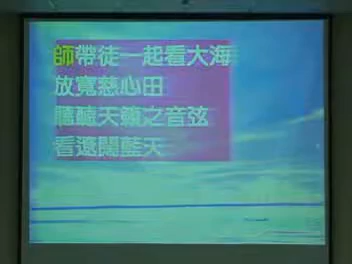 師帶徒一起看大海
放寬慈心田
聽聽天籟之音弦
看遼闊藍天